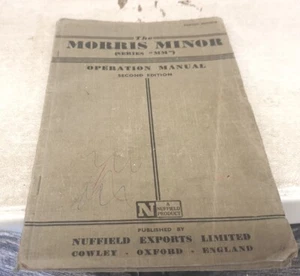 The
MORRIS MINOR
(SERIES "MM")
OPERATION MANUAL
SECOND EDITION
N
A
NUFFIELD
PRODUCT
PUBLISHED BY
NUFFIELD EXPORTS LIMITED
COWLEY - OXFORD - ENGLAND